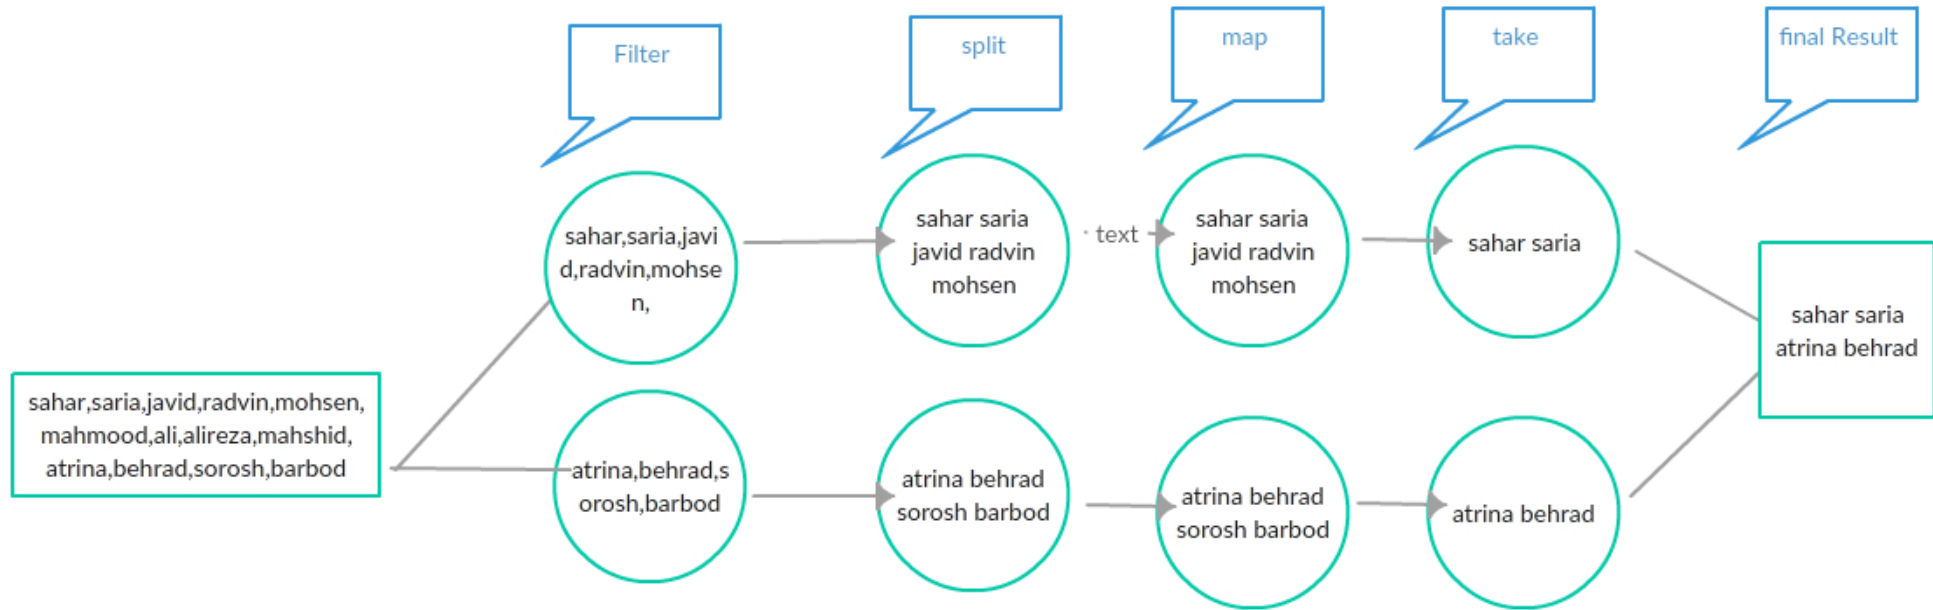 Filter
split
map
take
final Result
sahar,saria,javi
d,radvin,mohse
n,
sahar saria
javid radvin
mohsen
text
sahar saria
javid radvin
mohsen
sahar saria
sahar saria
atrina behrad
sahar,saria,javid,radvin,mohsen,
mahmood,ali,alireza,mahshid,
atrina,behrad,sorosh,barbod
atrina,behrad,s
orosh,barbod
atrina behrad
sorosh barbod
atrina behrad
sorosh barbod
atrina behrad